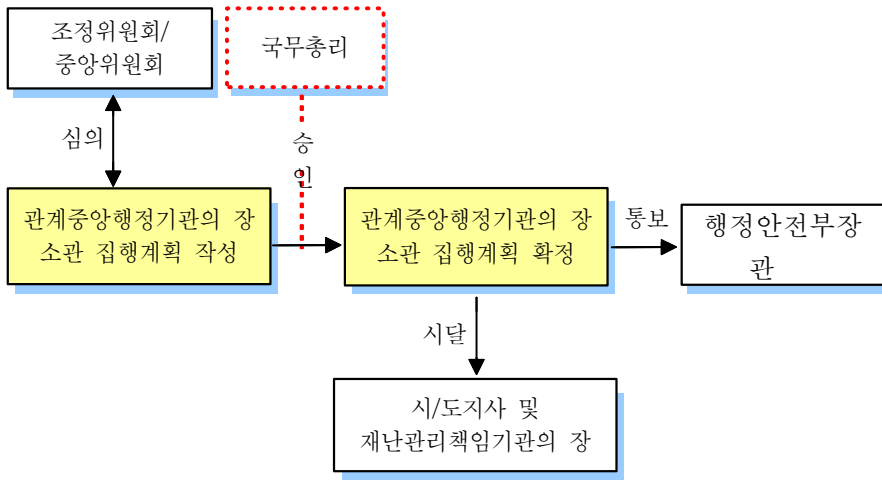 조정위원회/
중앙위원회
국무총리
심의
승
인
관계중앙행정기관의 장
소관 집행계획 작성
관계중앙행정기관의 장
소관 집행계획 확정
통보
행정안전부장
관
시달
시/도지사 및
재난관리책임기관의 장